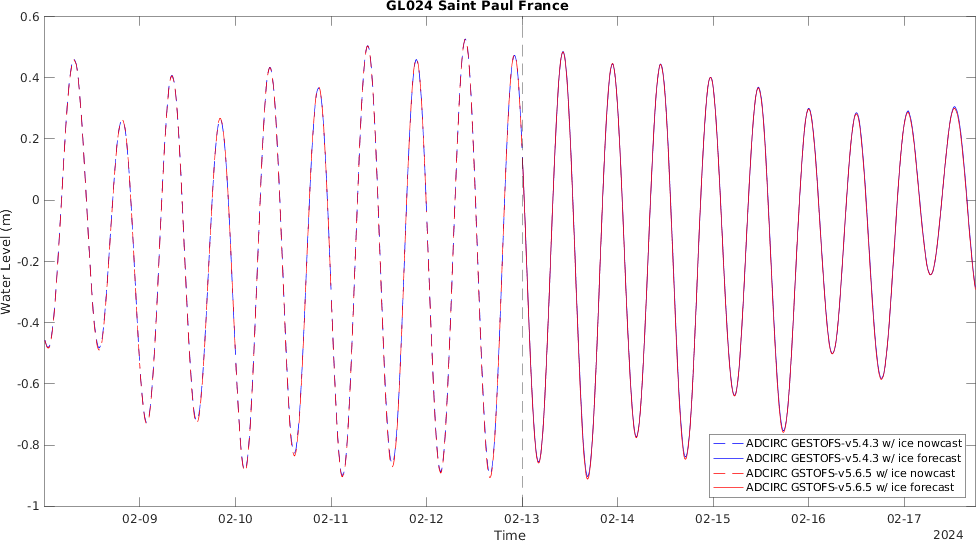 GL024 Saint Paul France
0.6
0.4
0.2
0
-0.2
-0.4
-0.6
-0.8
-1
Water Level (m)
02-09 02-10 02-11 02-12 02-13 02-14 02-15 02-16 02-17
Time
2024
ADCIRC GESTOFS-v5.4.3 w/ ice nowcast
ADCIRC GESTOFS-v5.4.3 w/ ice forecast
ADCIRC GSTOFS-v5.6.5 w/ ice nowcast
ADCIRC GSTOFS-v5.6.5 w/ ice forecast